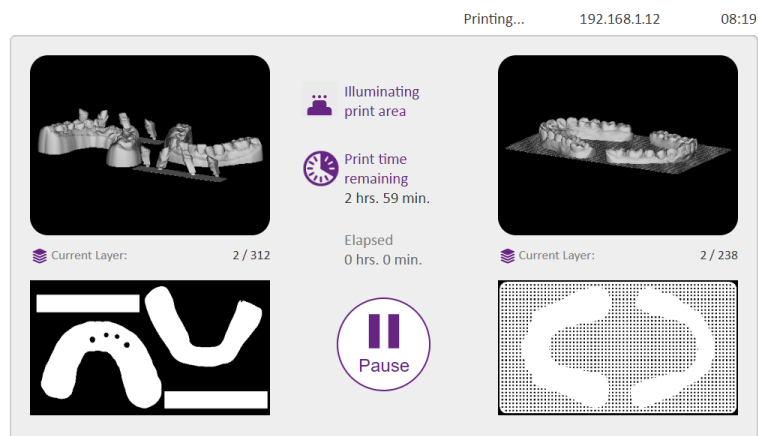 Printing... 192.168.1.12 08:19
Illuminating
print area
Print time
remaining
2 hrs. 59 min.
Elapsed
0 hrs. 0 min.
Current Layer: 2 / 312
Current Layer: 2 / 238
Pause